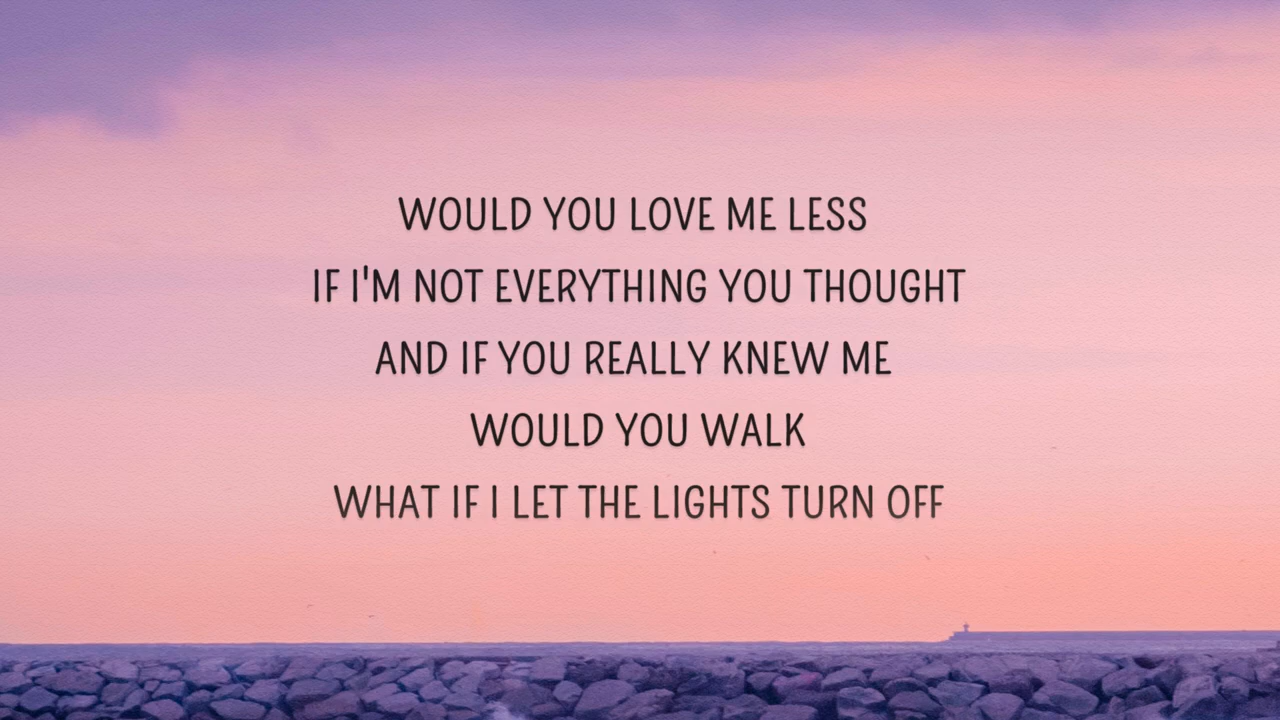 WOULD YOU LOVE ME LESS
IF I'M NOT EVERYTHING YOU THOUGHT
AND IF YOU REALLY KNEW ME
WOULD YOU WALK
WHAT IF I LET THE LIGHTS TURN OFF